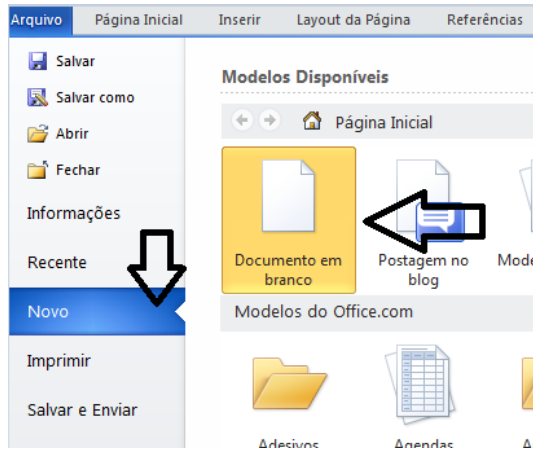 Arquivo Página Inicial Inserir Layout da Página Referências
Salvar
Salvar como
Abrir
Fechar
Informações
Recente
Novo
Imprimir
Salvar e Enviar
Modelos Disponíveis
Página Inicial
Documento em
branco
Postagem no
blog
Modelos do Office.com
Adesivos
Agendas